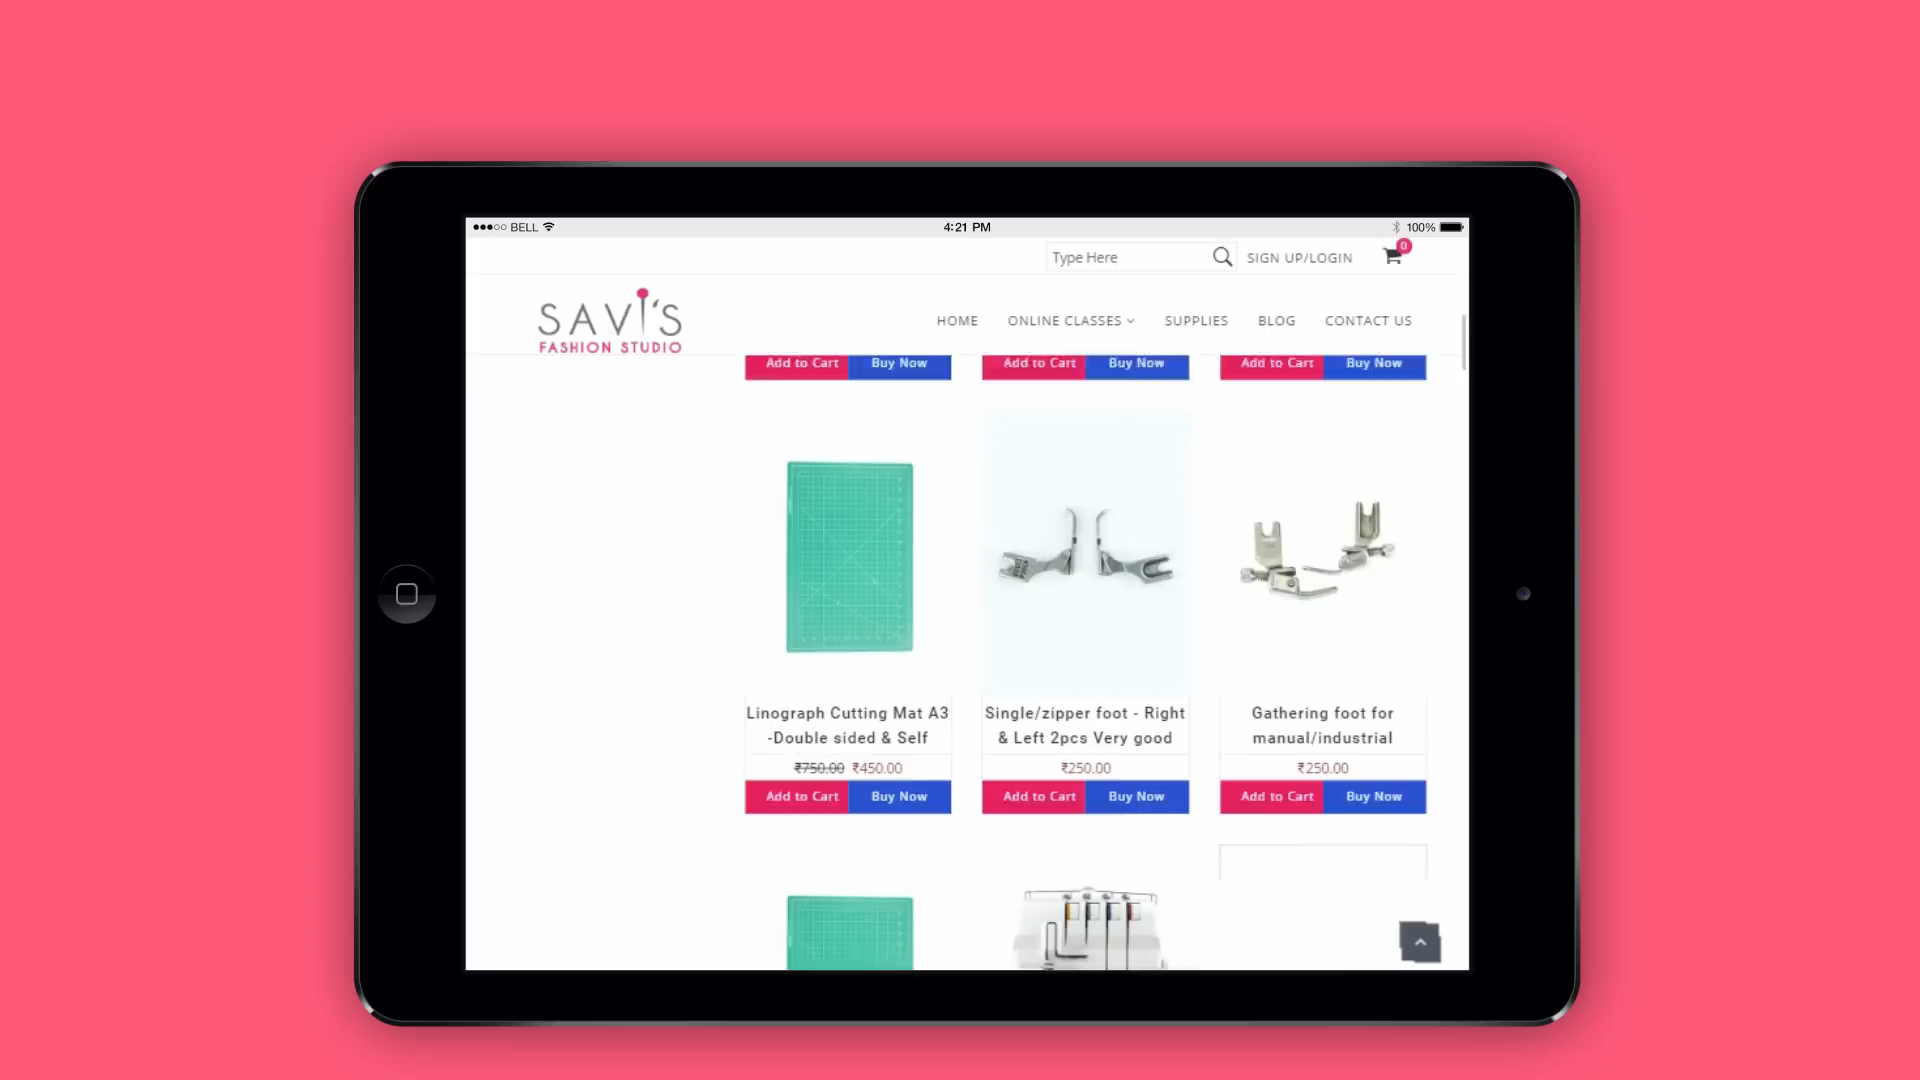 BELL
4:21 PM
100%
Type Here
SIGN UP/LOGIN
0
SAVI'S
FASHION STUDIO
HOME
ONLINE CLASSES
SUPPLIES
BLOG
CONTACT US
Add to Cart
Buy Now
Add to Cart
Buy Now
Add to Cart
Buy Now
Linograph Cutting Mat A3
-Double sided & Self
₹750.00 ₹450.00
Add to Cart
Buy Now
Single/zipper foot - Right
& Left 2pcs Very good
₹250.00
Add to Cart
Buy Now
Gathering foot for
manual/industrial
₹250.00
Add to Cart
Buy Now